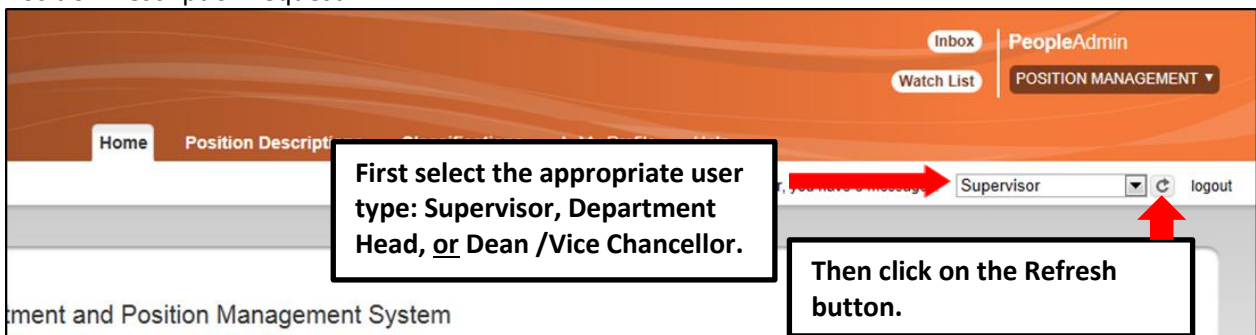 Inbox PeopleAdmin
Watch List POSITION MANAGEMENT
Home Position Descripti
First select the appropriate user
type: Supervisor, Department
Head, or Dean /Vice Chancellor.
Supervisor logout
Then click on the Refresh
button.
tment and Position Management System